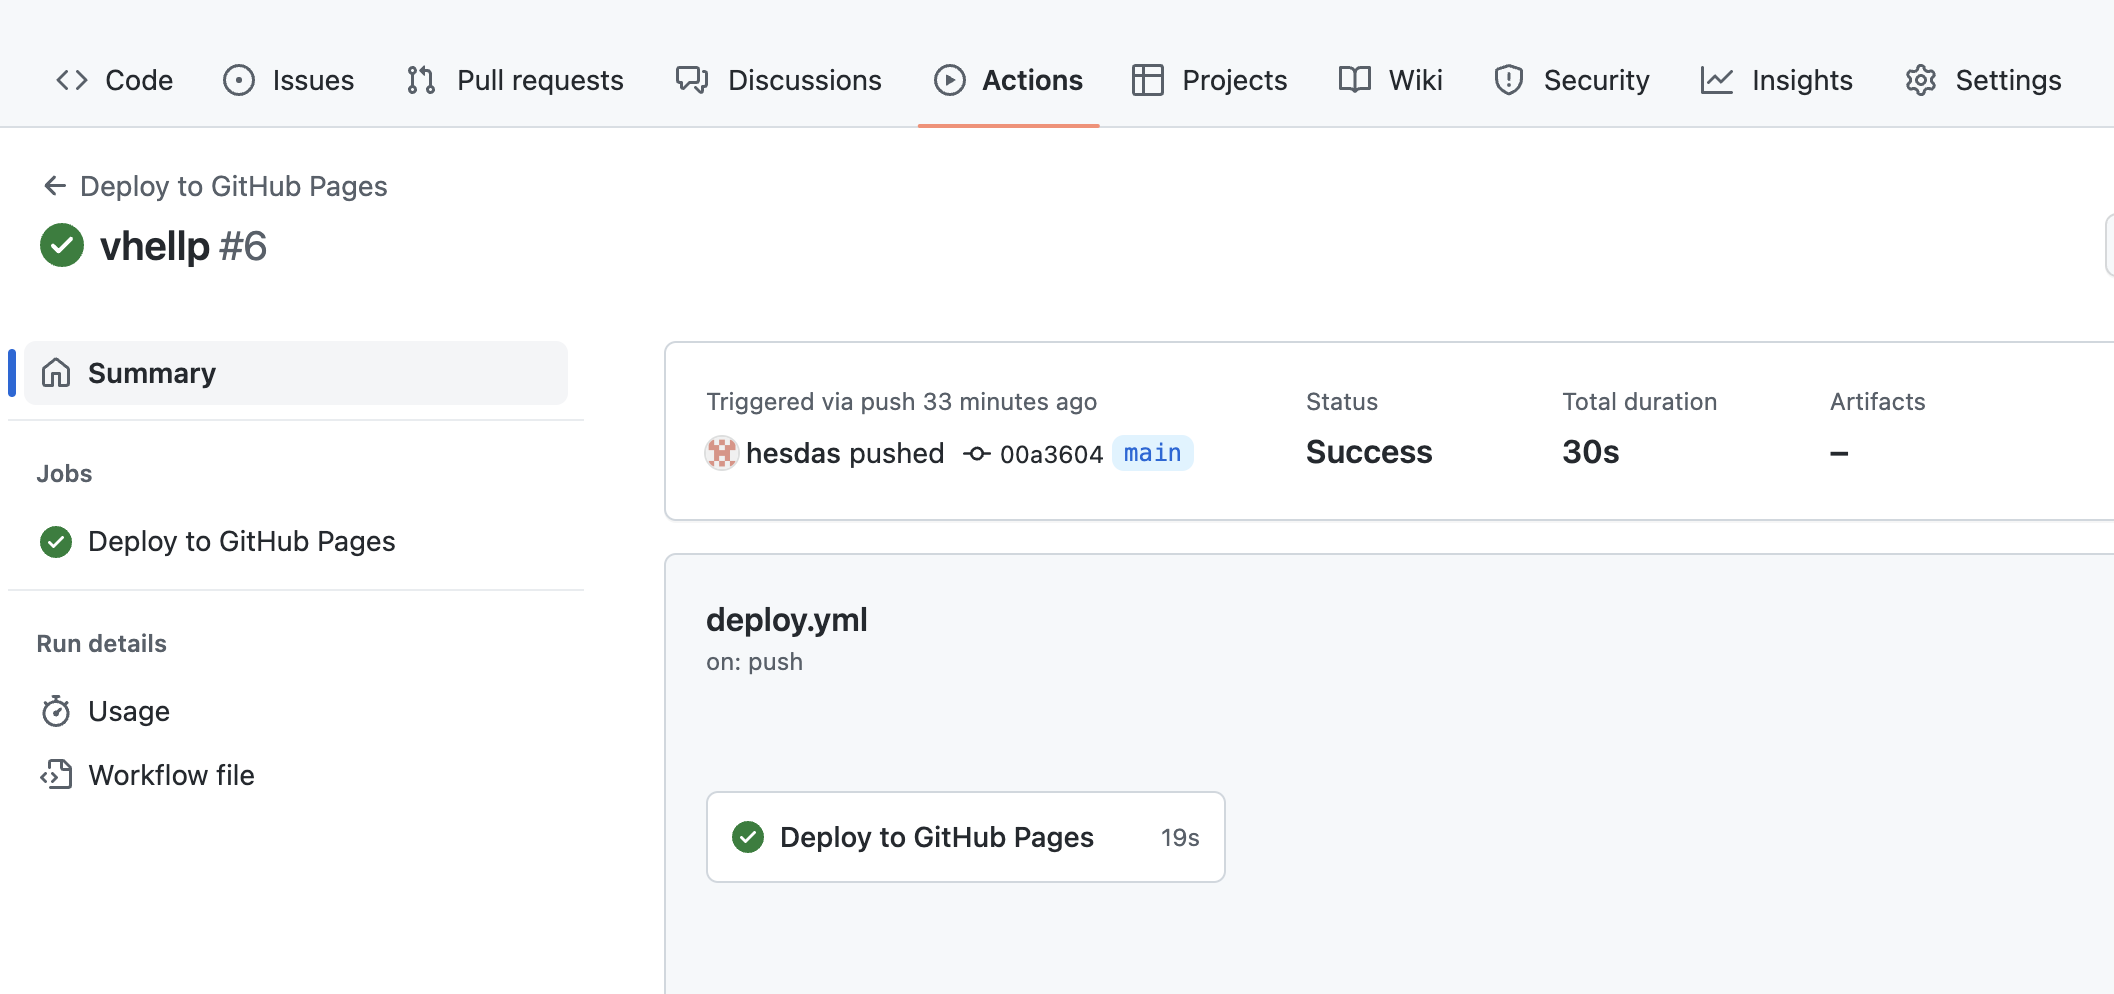 Code Issues Pull requests Discussions Actions Projects Wiki Security Insights Settings
Deploy to GitHub Pages
vhellp #6
Summary
Jobs
Deploy to GitHub Pages
Run details
Usage
Workflow file
Triggered via push 33 minutes ago
hesdas pushed 00a3604 main
Status
Success
Total duration
30s
Artifacts
–
deploy.yml
on: push
Deploy to GitHub Pages 19s